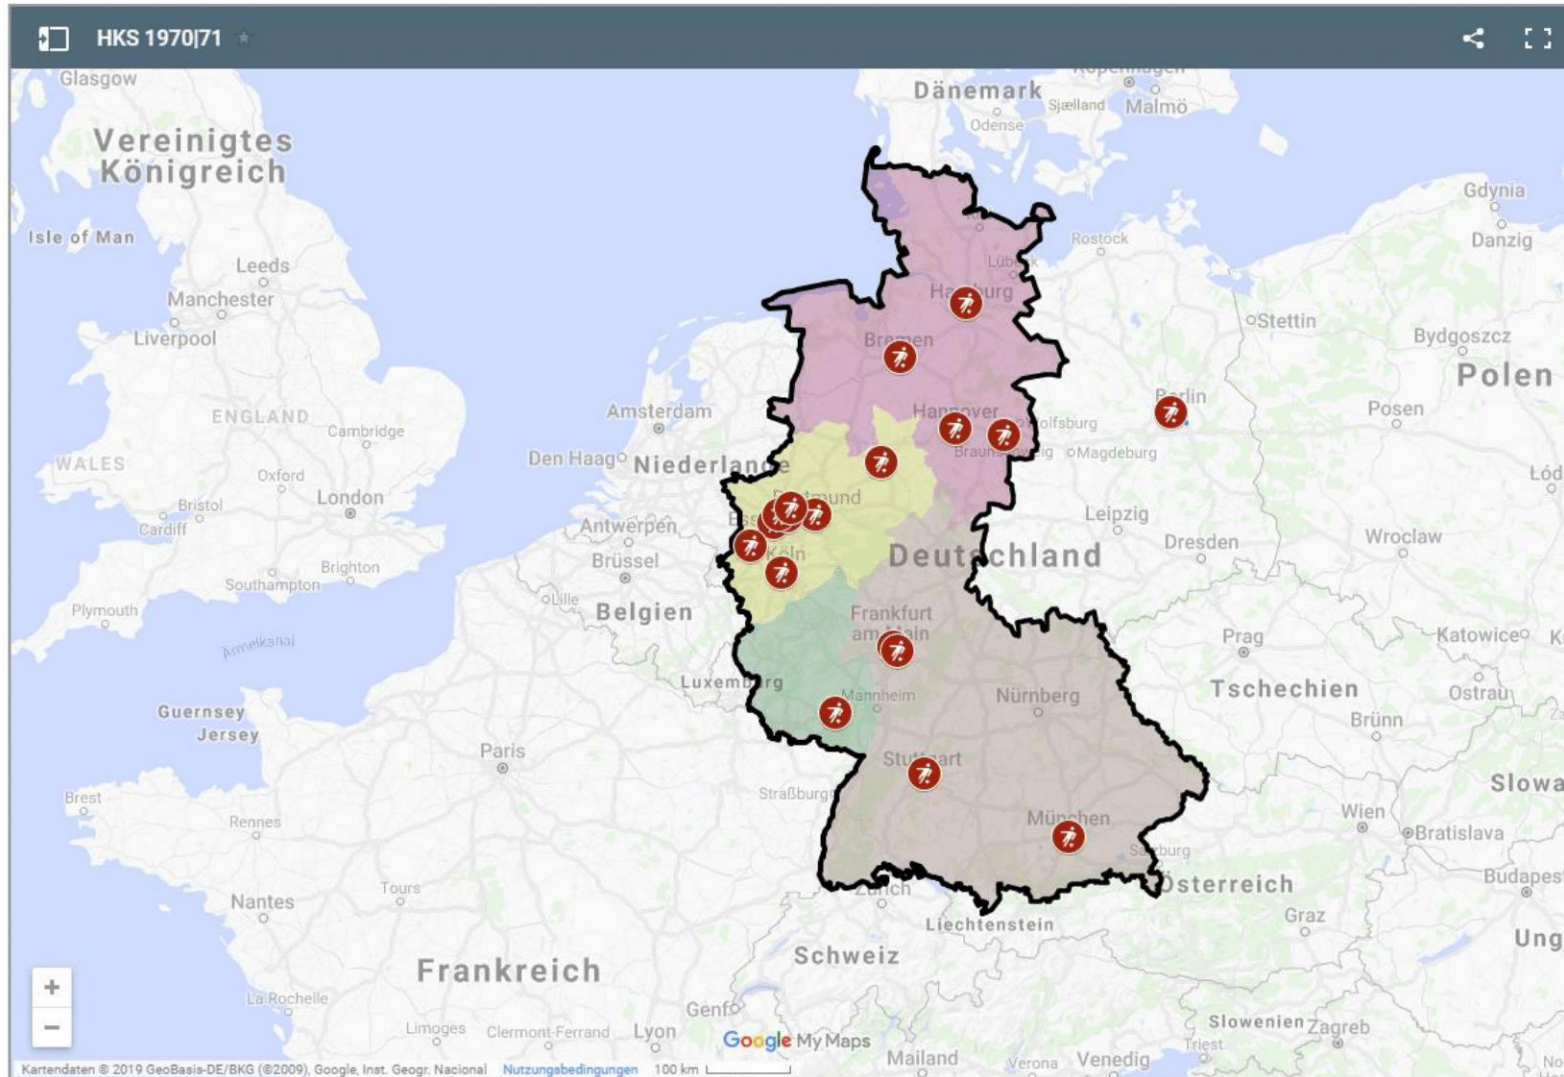 HKS 1970|71
Glasgow
Dänemark
Sjælland
Malmö
Odense
Vereinigtes
Königreich
Gdynia
Isle of Man
Danzig
Rostock
Leeds
Lübeck
Manchester
Hamburg
Stettin
Liverpool
Bydgoszcz
Bremen
Polen
ENGLAND
Amsterdam
Hannover
Berlin
Posen
Cambridge
Wolfsburg
WALES
Den Haag
Niederlande
Braunschweig
Magdeburg
Oxford
London
Dortmund
Bristol
Cardiff
Antwerpen
Leipzig
Wroclaw
Köln
Deutschland
Dresden
Brüssel
Brighton
Southampton
Lille
Plymouth
Belgien
Frankfurt
am Main
Ärmelkanal
Prag
Katowice
Luxemburg
Mannheim
Nürnberg
Tschechien
Ostrau
Guernsey
Jersey
Brünn
Paris
Stuttgart
Straßburg
Slowa
Brest
Rennes
München
Wien
Bratislava
Salzburg
Tours
Zürich
Österreich
Budapest
Nantes
Liechtenstein
Graz
Ung
Schweiz
Frankreich
La Rochelle
Genf
Limoges
Clermont-Ferrand
Lyon
Slowenien
Zagreb
Google My Maps
Mailand
Verona
Venedig
Triest
Kartendaten © 2019 GeoBasis-DE/BKG (©2009), Google, Inst. Geogr. Nacional Nutzungsbedingungen 100 km